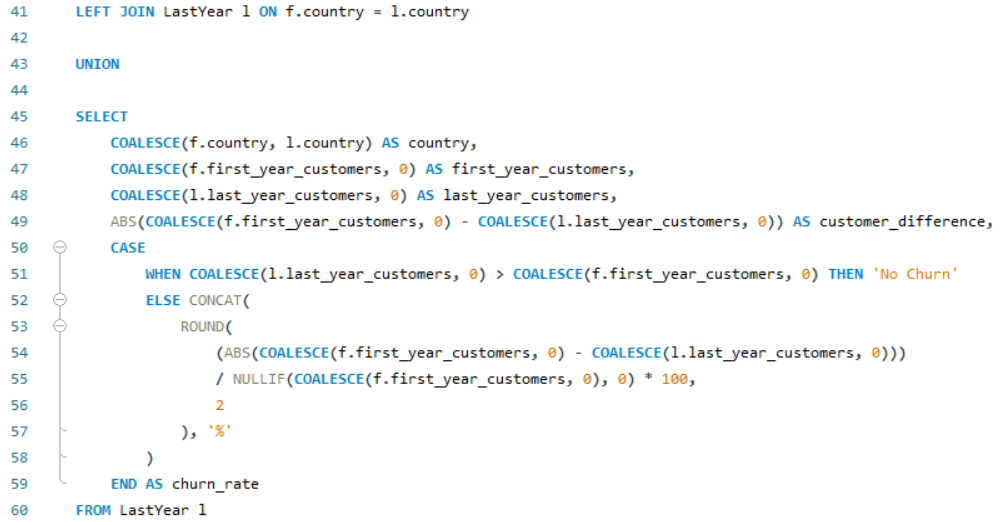 41 LEFT JOIN LastYear l ON f.country = l.country
42
43 UNION
44
45 SELECT
46 COALESCE(f.country, l.country) AS country,
47 COALESCE(f.first_year_customers, 0) AS first_year_customers,
48 COALESCE(l.last_year_customers, 0) AS last_year_customers,
49 ABS(COALESCE(f.first_year_customers, 0) - COALESCE(l.last_year_customers, 0)) AS customer_difference,
50 CASE
51 WHEN COALESCE(l.last_year_customers, 0) > COALESCE(f.first_year_customers, 0) THEN 'No Churn'
52 ELSE CONCAT(
53 ROUND(
54 (ABS(COALESCE(f.first_year_customers, 0) - COALESCE(l.last_year_customers, 0)))
55 / NULLIF(COALESCE(f.first_year_customers, 0), 0) * 100,
56 2
57 ), '%'
58 )
59 END AS churn_rate
60 FROM LastYear l